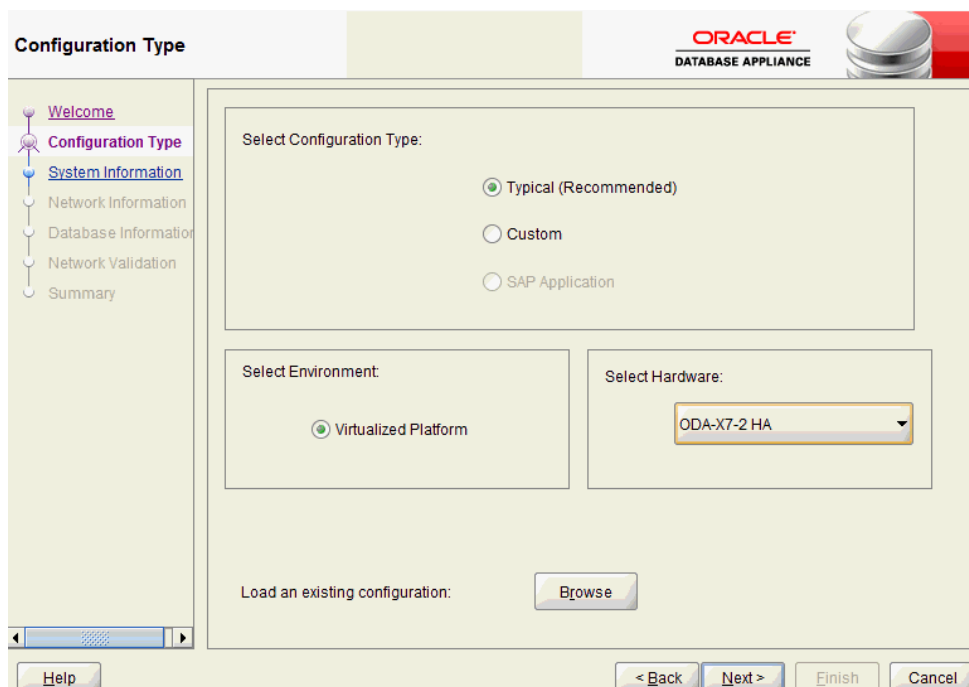 Configuration Type
ORACLE
DATABASE APPLIANCE
Welcome
Configuration Type
System Information
Network Information
Database Information
Network Validation
Summary
Select Configuration Type:
Typical (Recommended)
Custom
SAP Application
Select Environment:
Virtualized Platform
Select Hardware:
ODA-X7-2 HA
Load an existing configuration:
Browse
Help
< Back
Next >
Finish
Cancel